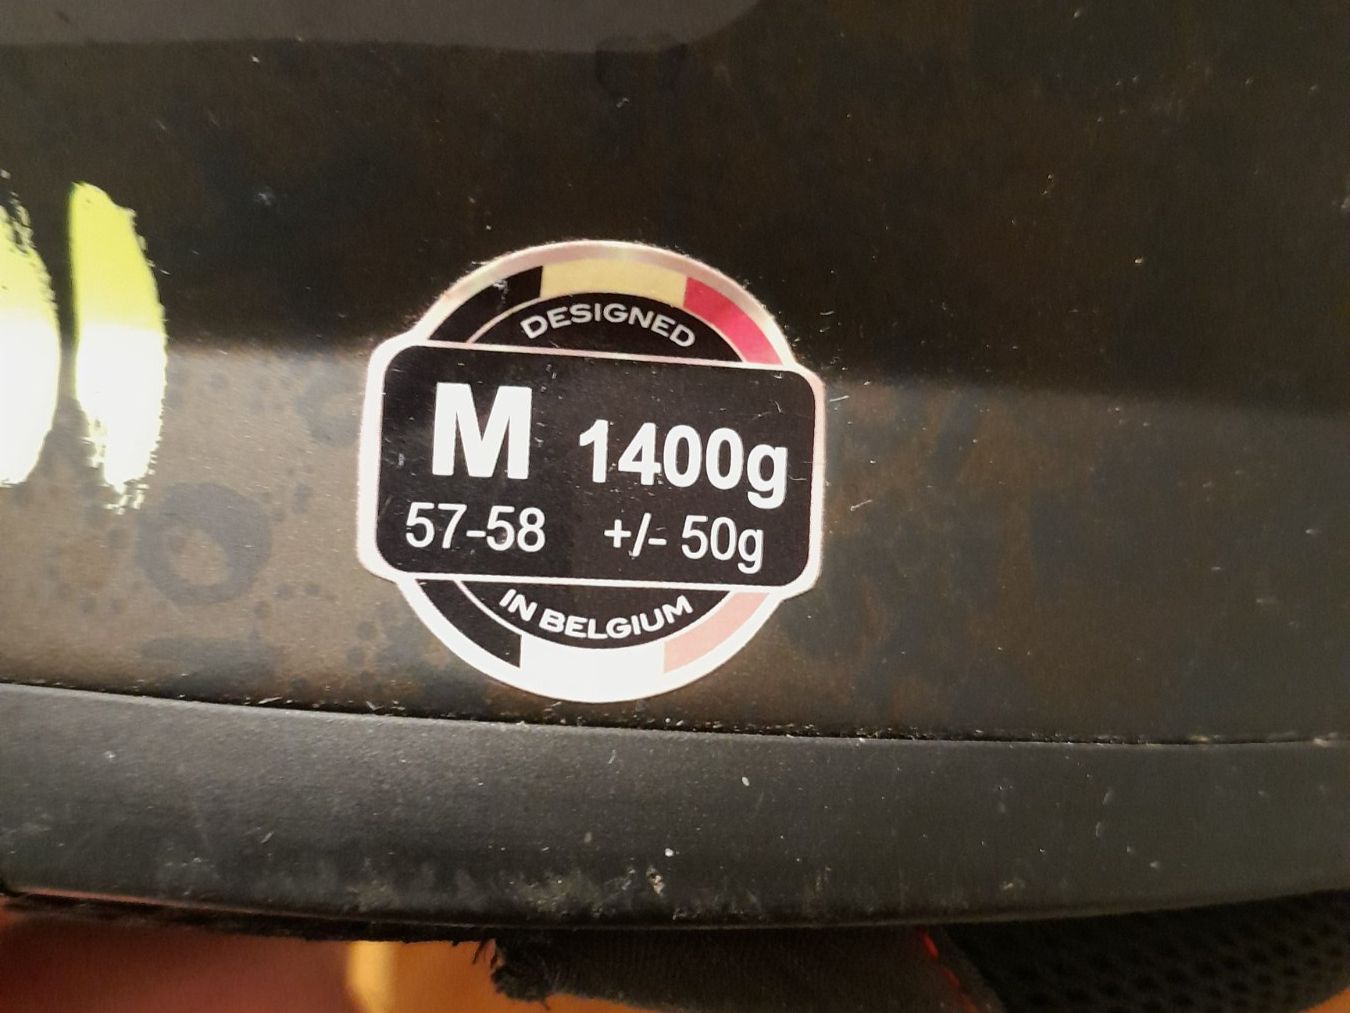 DESIGNED
M 1400g
57-58 +/- 50g
IN BELGIUM